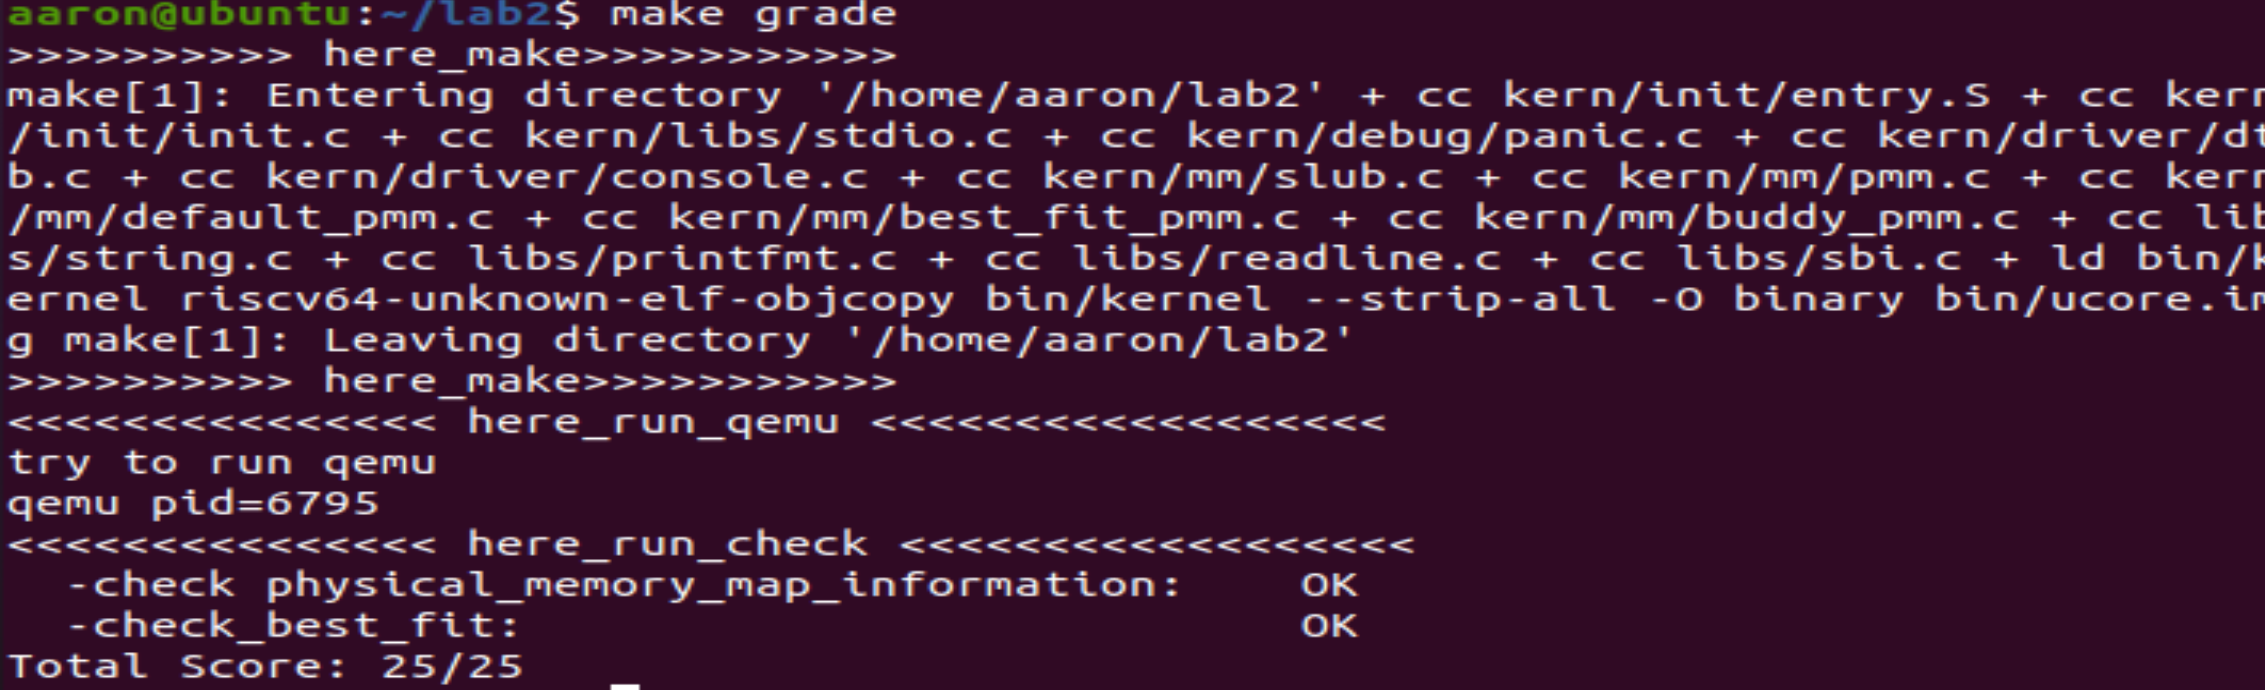 aaron@ubuntu:~/lab2$ make grade
>>>>>>>>>> here_make>>>>>>>>>>>
make[1]: Entering directory '/home/aaron/lab2' + cc kern/init/entry.S + cc kern
/init/init.c + cc kern/libs/stdio.c + cc kern/debug/panic.c + cc kern/driver/dt
b.c + cc kern/driver/console.c + cc kern/mm/slub.c + cc kern/mm/pmm.c + cc kern
/mm/default_pmm.c + cc kern/mm/best_fit_pmm.c + cc kern/mm/buddy_pmm.c + cc lib
s/string.c + cc libs/printfmt.c + cc libs/readline.c + cc libs/sbi.c + ld bin/k
ernel riscv64-unknown-elf-objcopy bin/kernel --strip-all -O binary bin/ucore.im
g make[1]: Leaving directory '/home/aaron/lab2'
>>>>>>>>>> here_make>>>>>>>>>>>
<<<<<<<<<<<<<<< here_run_qemu <<<<<<<<<<<<<<<<<<
try to run qemu
qemu pid=6795
<<<<<<<<<<<<<<< here_run_check <<<<<<<<<<<<<<<<<<
-check physical_memory_map_information: OK
-check_best_fit: OK
Total Score: 25/25